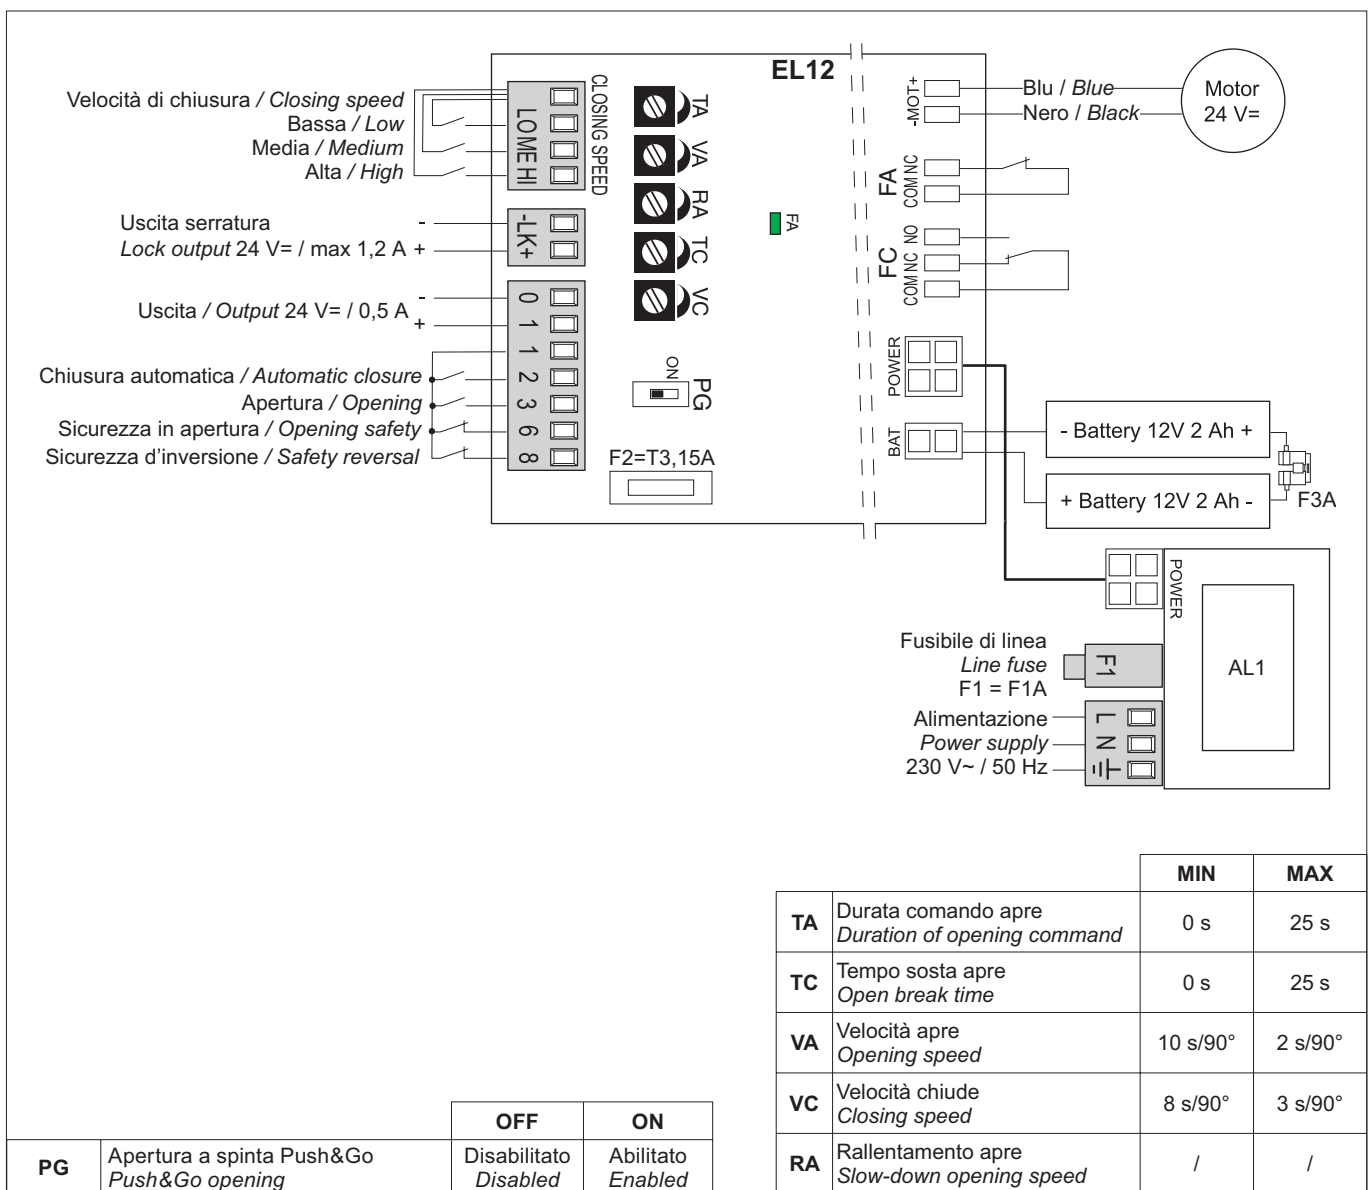 EL12
Velocità di chiusura / Closing speed
Bassa / Low
Media / Medium
Alta / High
LO ME HI
CLOSING SPEED
Uscita serratura -
Lock output 24 V= / max 1,2 A +
-LK+
Uscita / Output 24 V= / 0,5 A
-
+
0
1
1
2
3
6
8
Chiusura automatica / Automatic closure
Apertura / Opening
Sicurezza in apertura / Opening safety
Sicurezza d'inversione / Safety reversal
TA
VA
RA
TC
VC
ON
PG
F2=T3,15A
FA
-MOT+
Blu / Blue
Nero / Black
Motor
24 V=
FA
COM NC
FC
COM NC NO
POWER
BAT
- Battery 12V 2 Ah +
+ Battery 12V 2 Ah -
F3A
POWER
AL1
Fusibile di linea
Line fuse
F1 = F1A
F1
Alimentazione
Power supply
230 V~ / 50 Hz
L
N
MIN MAX
TA Durata comando apre
Duration of opening command 0 s 25 s
TC Tempo sosta apre
Open break time 0 s 25 s
VA Velocità apre
Opening speed 10 s/90° 2 s/90°
VC Velocità chiude
Closing speed 8 s/90° 3 s/90°
RA Rallentamento apre
Slow-down opening speed / /
OFF ON
PG Apertura a spinta Push&Go
Push&Go opening
Disabilitato
Disabled
Abilitato
Enabled